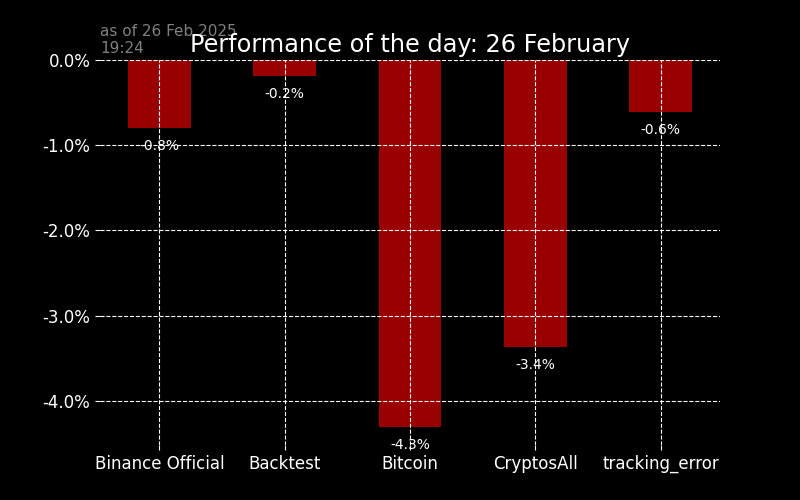 as of 26 Feb 2025
19:24
Performance of the day: 26 February
0.0%
-1.0%
-2.0%
-3.0%
-4.0%
-0.8%
-0.2%
-4.3%
-3.4%
-0.6%
Binance Official
Backtest
Bitcoin
CryptosAll
tracking_error